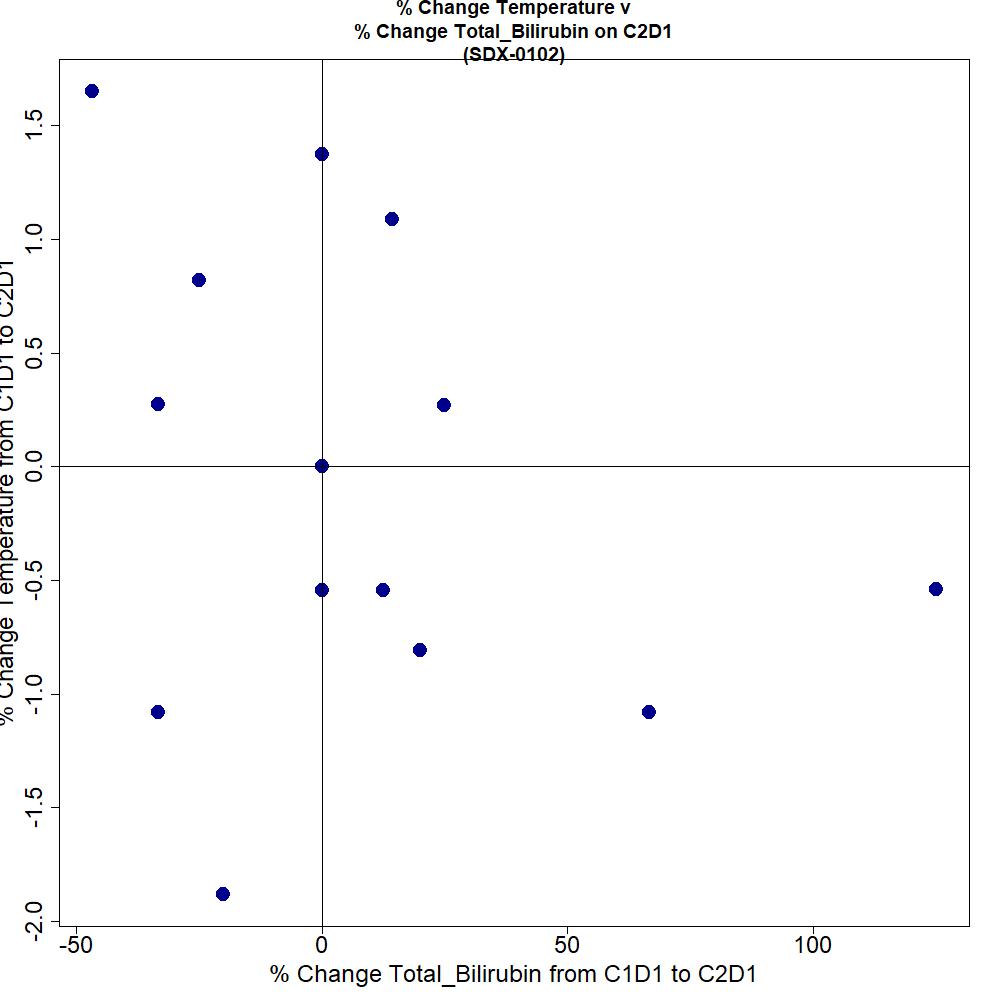 % Change Temperature v
% Change Total_Bilirubin on C2D1
(SDX-0102)
% Change Temperature from C1D1 to C2D1
1.5
1.0
0.5
0.0
-0.5
-1.0
-1.5
-2.0
-50
0
50
100
% Change Total_Bilirubin from C1D1 to C2D1